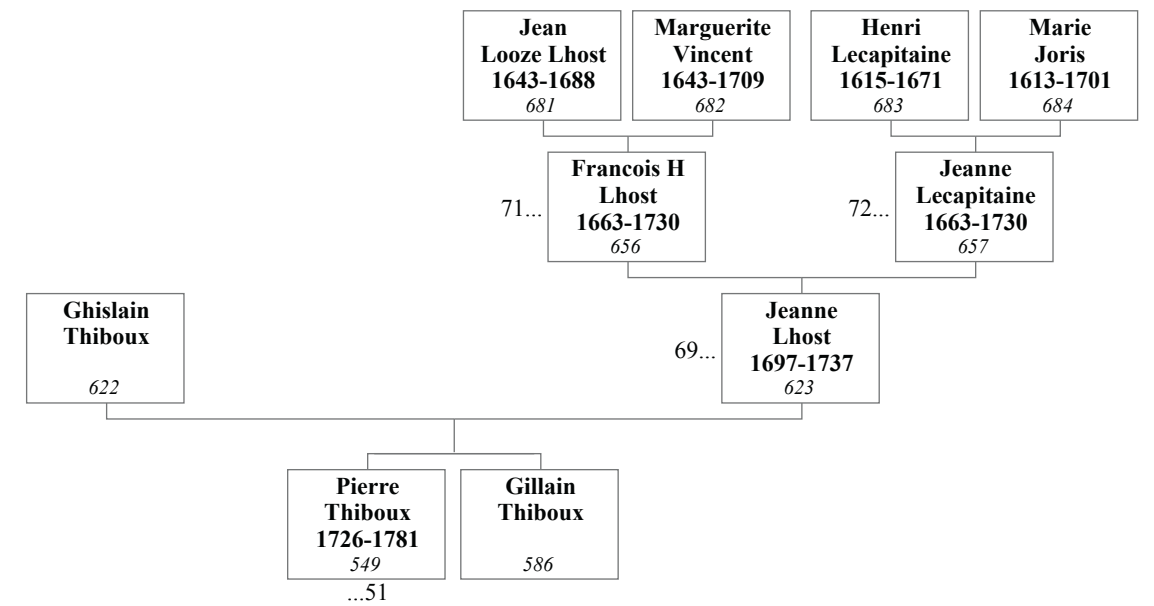 Jean
Looze Lhost
1643-1688
681
Marguerite
Vincent
1643-1709
682
Henri
Lecapitaine
1615-1671
683
Marie
Joris
1613-1701
684
71...
Francois H
Lhost
1663-1730
656
72...
Jeanne
Lecapitaine
1663-1730
657
Ghislain
Thiboux
622
69...
Jeanne
Lhost
1697-1737
623
Pierre
Thiboux
1726-1781
549
...51
Gillain
Thiboux
586